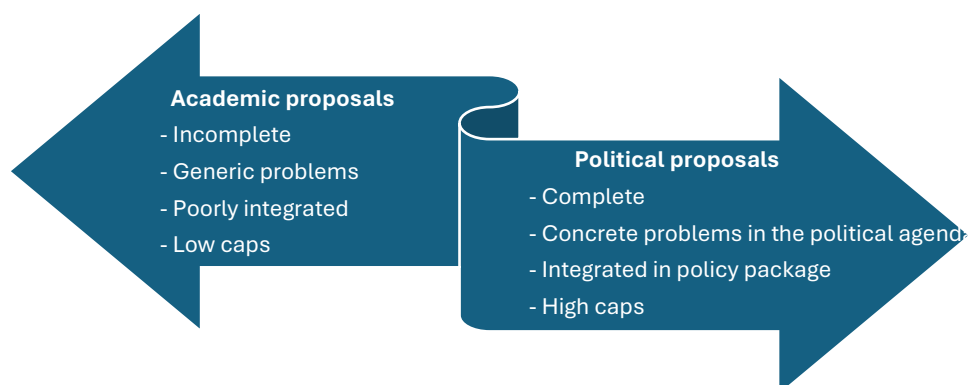 Academic proposals
- Incomplete
- Generic problems
- Poorly integrated
- Low caps
Political proposals
- Complete
- Concrete problems in the political agenda
- Integrated in policy package
- High caps